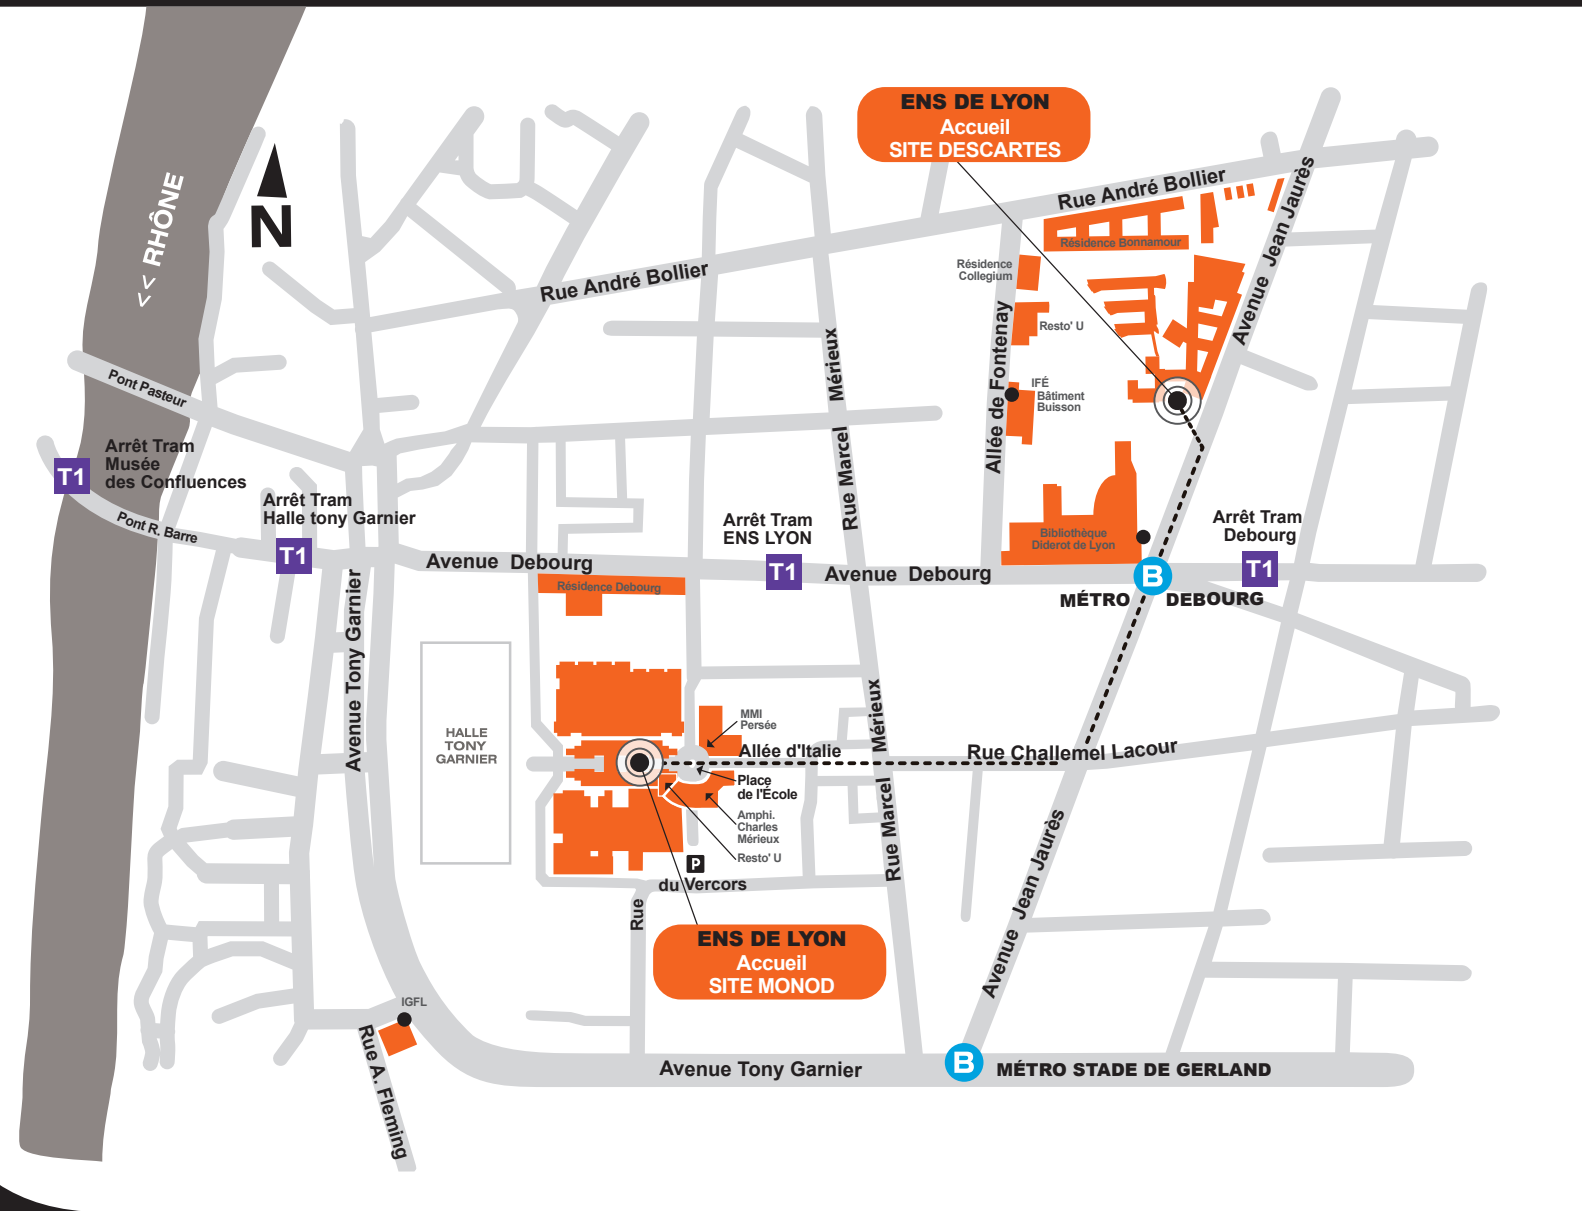 ENS DE LYON
Accueil
SITE DESCARTES
<< RHÔNE
N
Rue André Bollier
Rue André Bollier
Résidence Bonnamour
Résidence
Collegium
Resto' U
Allée de Fontenay
IFÉ
Bâtiment
Buisson
Avenue Jean Jaurès
Pont Pasteur
Arrêt Tram
Musée
des Confluences
T1
Pont R. Barre
Arrêt Tram
Halle tony Garnier
T1
Rue Marcel Mérieux
Arrêt Tram
ENS LYON
T1
Bibliothèque
Diderot de Lyon
Arrêt Tram
Debourg
T1
Avenue Debourg
Avenue Debourg
B
MÉTRO DEBOURG
Résidence Debourg
Avenue Tony Garnier
HALLE
TONY
GARNIER
MMI
Persée
Allée d'Italie
Place
de l'École
Amphi.
Charles
Mérieux
Resto' U
P
Rue du Vercors
Rue Marcel Mérieux
Rue Challemel Lacour
Avenue Jean Jaurès
ENS DE LYON
Accueil
SITE MONOD
IGFL
Rue A. Fleming
Avenue Tony Garnier
B
MÉTRO STADE DE GERLAND